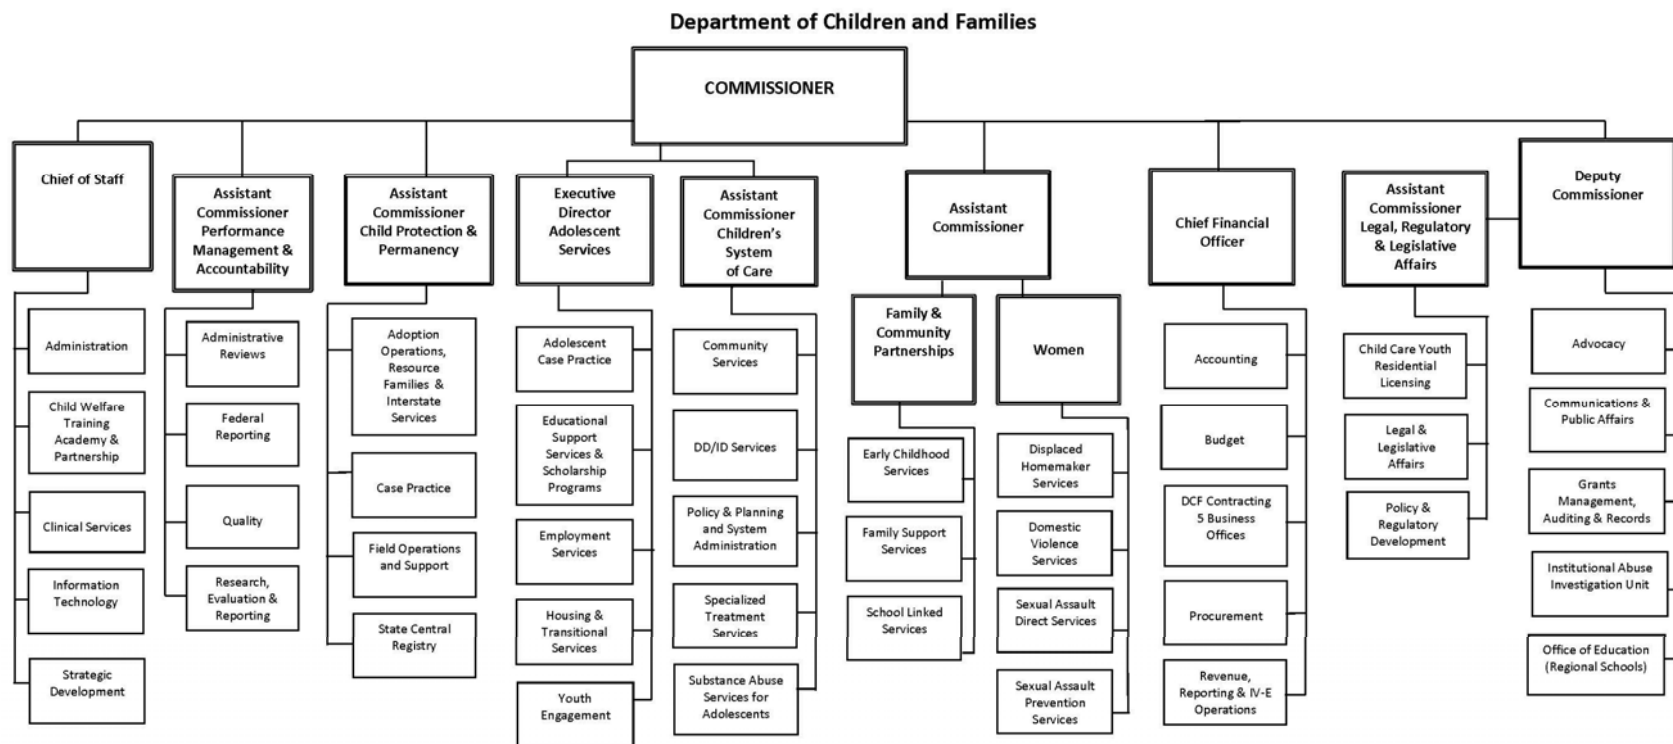 Department of Children and Families
COMMISSIONER
Chief of Staff
Administration
Child Welfare
Training
Academy &
Partnership
Clinical Services
Information
Technology
Strategic
Development
Assistant
Commissioner
Performance
Management &
Accountability
Administrative
Reviews
Federal
Reporting
Quality
Research,
Evaluation &
Reporting
Assistant
Commissioner
Child Protection &
Permanency
Adoption
Operations,
Resource
Families &
Interstate
Services
Case Practice
Field Operations
and Support
State Central
Registry
Executive
Director
Adolescent
Services
Adolescent
Case Practice
Educational
Support
Services &
Scholarship
Programs
Employment
Services
Housing &
Transitional
Services
Youth
Engagement
Assistant
Commissioner
Children’s
System
of Care
Community
Services
DD/ID Services
Policy & Planning
and System
Administration
Specialized
Treatment
Services
Substance Abuse
Services for
Adolescents
Assistant
Commissioner
Family &
Community
Partnerships
Early Childhood
Services
Family Support
Services
School Linked
Services
Women
Displaced
Homemaker
Services
Domestic
Violence
Services
Sexual Assault
Direct Services
Sexual Assault
Prevention
Services
Chief Financial
Officer
Accounting
Budget
DCF Contracting
5 Business
Offices
Procurement
Revenue,
Reporting & IV-E
Operations
Assistant
Commissioner
Legal, Regulatory
& Legislative
Affairs
Child Care Youth
Residential
Licensing
Legal &
Legislative
Affairs
Policy &
Regulatory
Development
Deputy
Commissioner
Advocacy
Communications &
Public Affairs
Grants
Management,
Auditing & Records
Institutional Abuse
Investigation Unit
Office of Education
(Regional Schools)